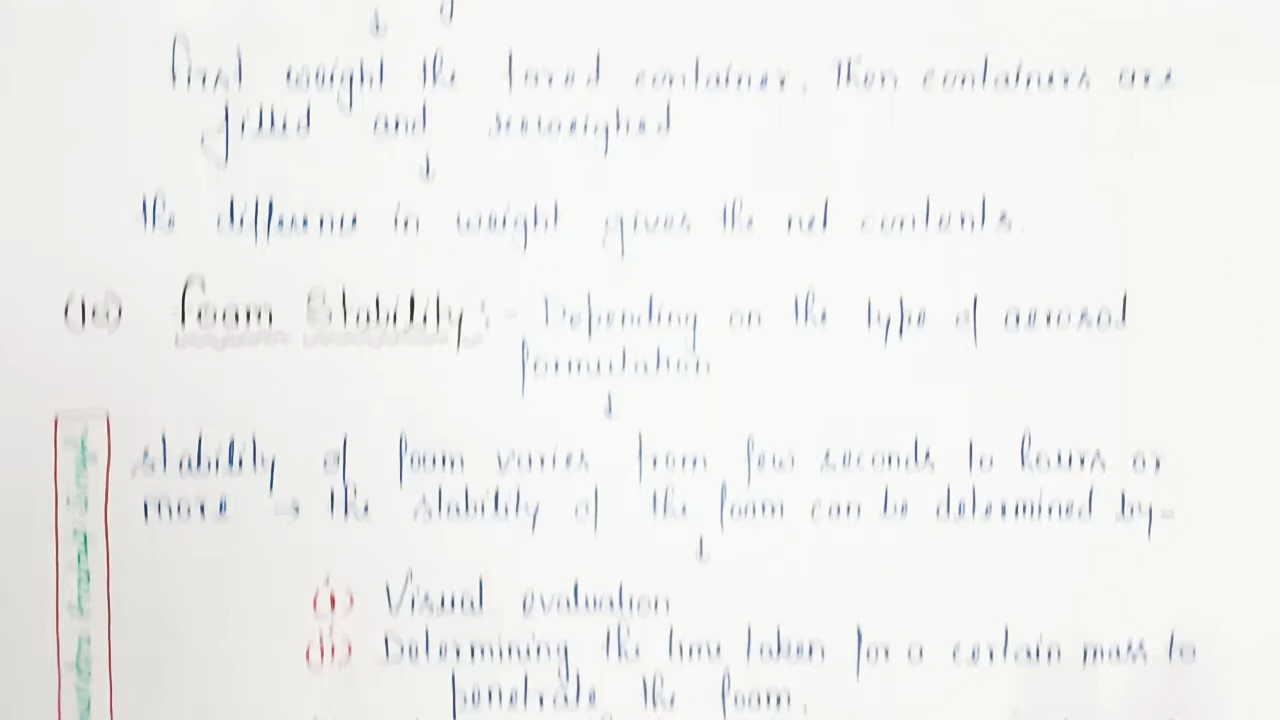 first weight the tared container, then containers are
filled and reweighed
the difference in weight gives the net contents.
Foam Stability :- Depending on the type of aerosol
formulation
stability of foam varies from few seconds to hours or
more → the stability of the foam can be determined by-
(i) Visual evaluation
(ii) Determining the time taken for a certain mass to
penetrate the foam.